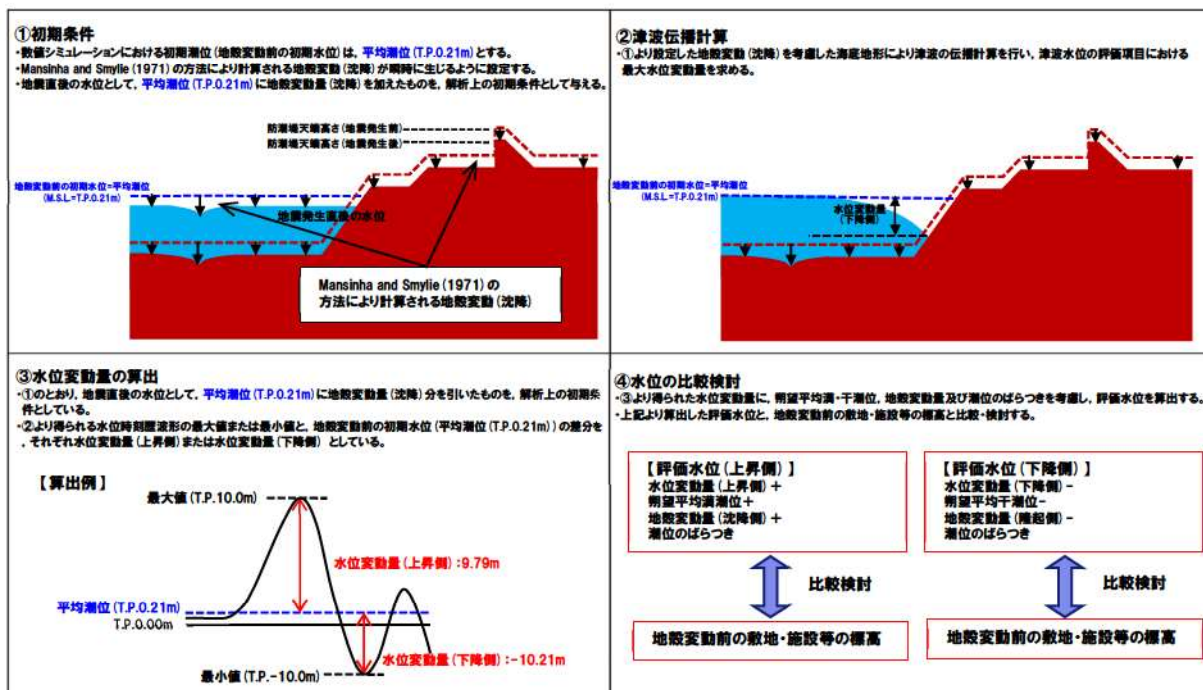 ①初期条件
・数値シミュレーションにおける初期潮位(地殻変動前の初期水位)は，平均潮位(T.P.0.21m)とする。
・Mansinha and Smylie(1971)の方法により計算される地殻変動(沈降)が瞬時に生じるように設定する。
・地震直後の水位として，平均潮位(T.P.0.21m)に地殻変動量(沈降)を加えたものを，解析上の初期条件として与える。
防潮堤天端高さ(地震発生前)
防潮堤天端高さ(地震発生後)
地殻変動前の初期水位=平均潮位
(M.S.L.=T.P.0.21m)
地震発生直後の水位
Mansinha and Smylie(1971)の
方法により計算される地殻変動(沈降)
②津波伝播計算
・①より設定した地殻変動(沈降)を考慮した海底地形により津波の伝播計算を行い，津波水位の評価項目における
最大水位変動量を求める。
地殻変動前の初期水位=平均潮位
(M.S.L.=T.P.0.21m)
水位変動量
(下降側)
③水位変動量の算出
・①のとおり，地震直後の水位として，平均潮位(T.P.0.21m)に地殻変動量(沈降)分を引いたものを，解析上の初期条
件としている。
・②より得られる水位時刻歴波形の最大値または最小値と，地殻変動前の初期水位(平均潮位(T.P.0.21m))の差分を
，それぞれ水位変動量(上昇側)または水位変動量(下降側)としている。
【算出例】
最大値(T.P.10.0m)
水位変動量(上昇側):9.79m
平均潮位(T.P.0.21m)
T.P.0.00m
水位変動量(下降側):-10.21m
最小値(T.P.-10.0m)
④水位の比較検討
・③より得られた水位変動量に，朔望平均満・干潮位，地殻変動量及び潮位のばらつきを考慮し，評価水位を算出する。
・上記より算出した評価水位と，地殻変動前の敷地・施設等の標高と比較・検討する。
【評価水位(上昇側)】
水位変動量(上昇側)+
朔望平均満潮位+
地殻変動量(沈降側)+
潮位のばらつき
比較検討
地殻変動前の敷地・施設等の標高
【評価水位(下降側)】
水位変動量(下降側)-
朔望平均干潮位-
地殻変動量(隆起側)-
潮位のばらつき
比較検討
地殻変動前の敷地・施設等の標高